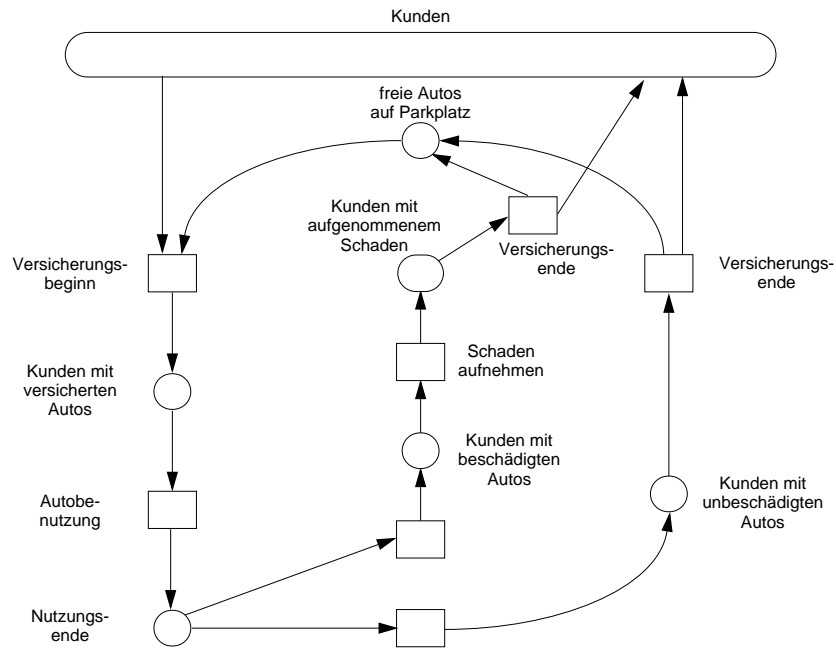 Kunden
freie Autos
auf Parkplatz
Kunden mit
aufgenommenem
Schaden
Versicherungs-
ende
Versicherungs-
beginn
Versicherungs-
ende
Kunden mit
versicherten
Autos
Schaden
aufnehmen
Kunden mit
beschädigten
Autos
Autobe-
nutzung
Kunden mit
unbeschädigten
Autos
Nutzungs-
ende